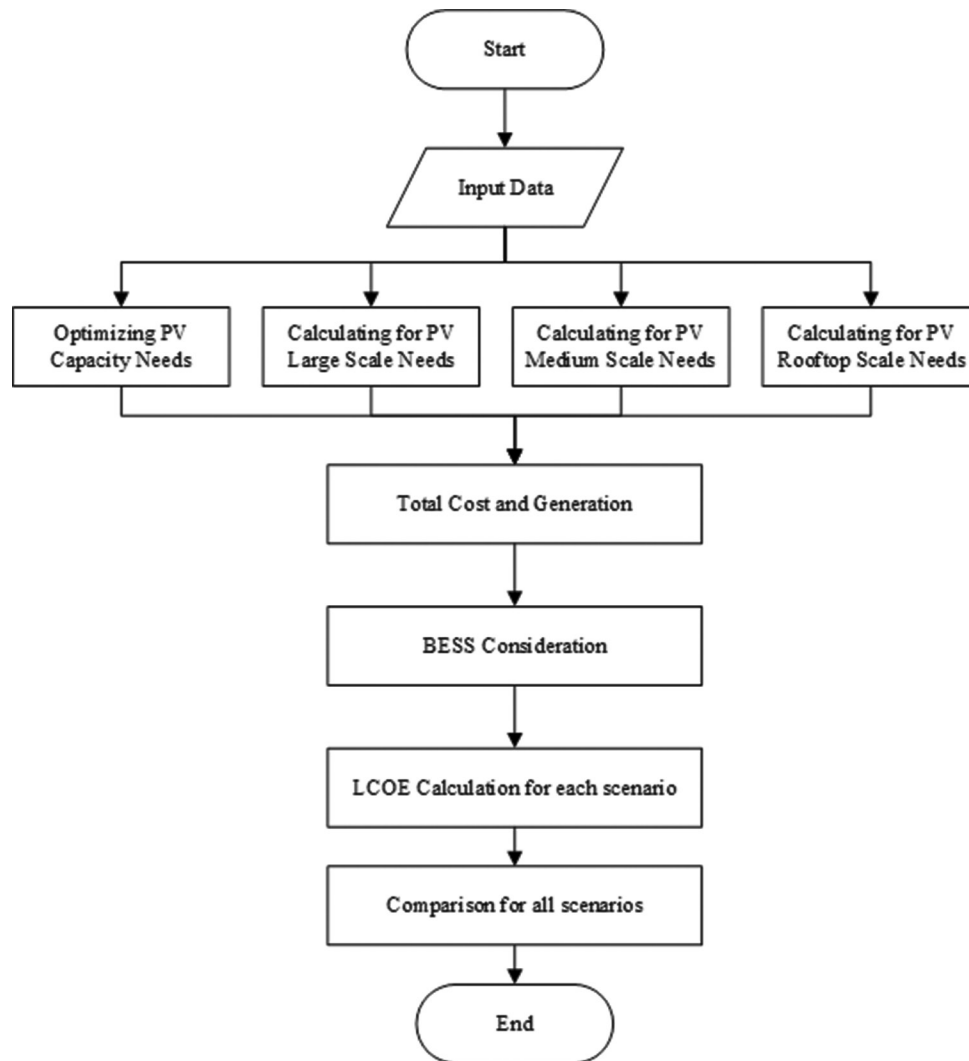 Start
Input Data
Optimizing PV
Capacity Needs
Calculating for PV
Large Scale Needs
Calculating for PV
Medium Scale Needs
Calculating for PV
Rooftop Scale Needs
Total Cost and Generation
BESS Consideration
LCOE Calculation for each scenario
Comparison for all scenarios
End